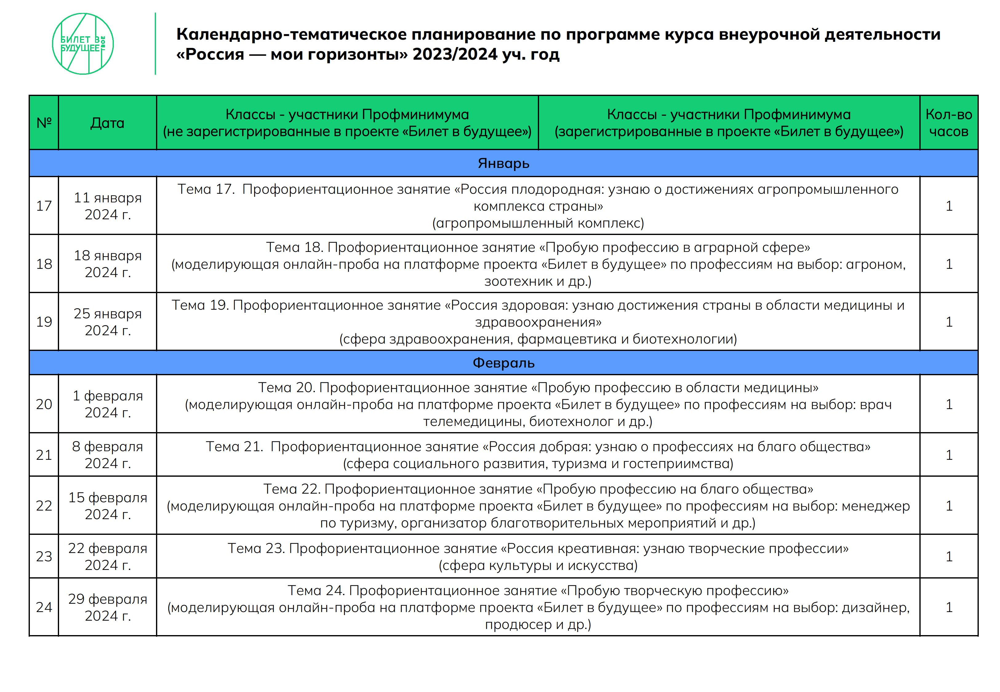 БИЛЕТ В
БУДУЩЕЕ
ТВОЕ
Календарно-тематическое планирование по программе курса внеурочной деятельности
«Россия — мои горизонты» 2023/2024 уч. год
№
Дата
Классы - участники Профминимума
(не зарегистрированные в проекте «Билет в будущее»)
Классы - участники Профминимума
(зарегистрированные в проекте «Билет в будущее»)
Кол-во
часов
Январь
17
11 января
2024 г.
Тема 17. Профориентационное занятие «Россия плодородная: узнаю о достижениях агропромышленного
комплекса страны»
(агропромышленный комплекс)
1
18
18 января
2024 г.
Тема 18. Профориентационное занятие «Пробую профессию в аграрной сфере»
(моделирующая онлайн-проба на платформе проекта «Билет в будущее» по профессиям на выбор: агроном,
зоотехник и др.)
1
19
25 января
2024 г.
Тема 19. Профориентационное занятие «Россия здоровая: узнаю достижения страны в области медицины и
здравоохранения»
(сфера здравоохранения, фармацевтика и биотехнологии)
1
Февраль
20
1 февраля
2024 г.
Тема 20. Профориентационное занятие «Пробую профессию в области медицины»
(моделирующая онлайн-проба на платформе проекта «Билет в будущее» по профессиям на выбор: врач
телемедицины, биотехнолог и др.)
1
21
8 февраля
2024 г.
Тема 21. Профориентационное занятие «Россия добрая: узнаю о профессиях на благо общества»
(сфера социального развития, туризма и гостеприимства)
1
22
15 февраля
2024 г.
Тема 22. Профориентационное занятие «Пробую профессию на благо общества»
(моделирующая онлайн-проба на платформе проекта «Билет в будущее» по профессиям на выбор: менеджер
по туризму, организатор благотворительных мероприятий и др.)
1
23
22 февраля
2024 г.
Тема 23. Профориентационное занятие «Россия креативная: узнаю творческие профессии»
(сфера культуры и искусства)
1
24
29 февраля
2024 г.
Тема 24. Профориентационное занятие «Пробую творческую профессию»
(моделирующая онлайн-проба на платформе проекта «Билет в будущее» по профессиям на выбор: дизайнер,
продюсер и др.)
1